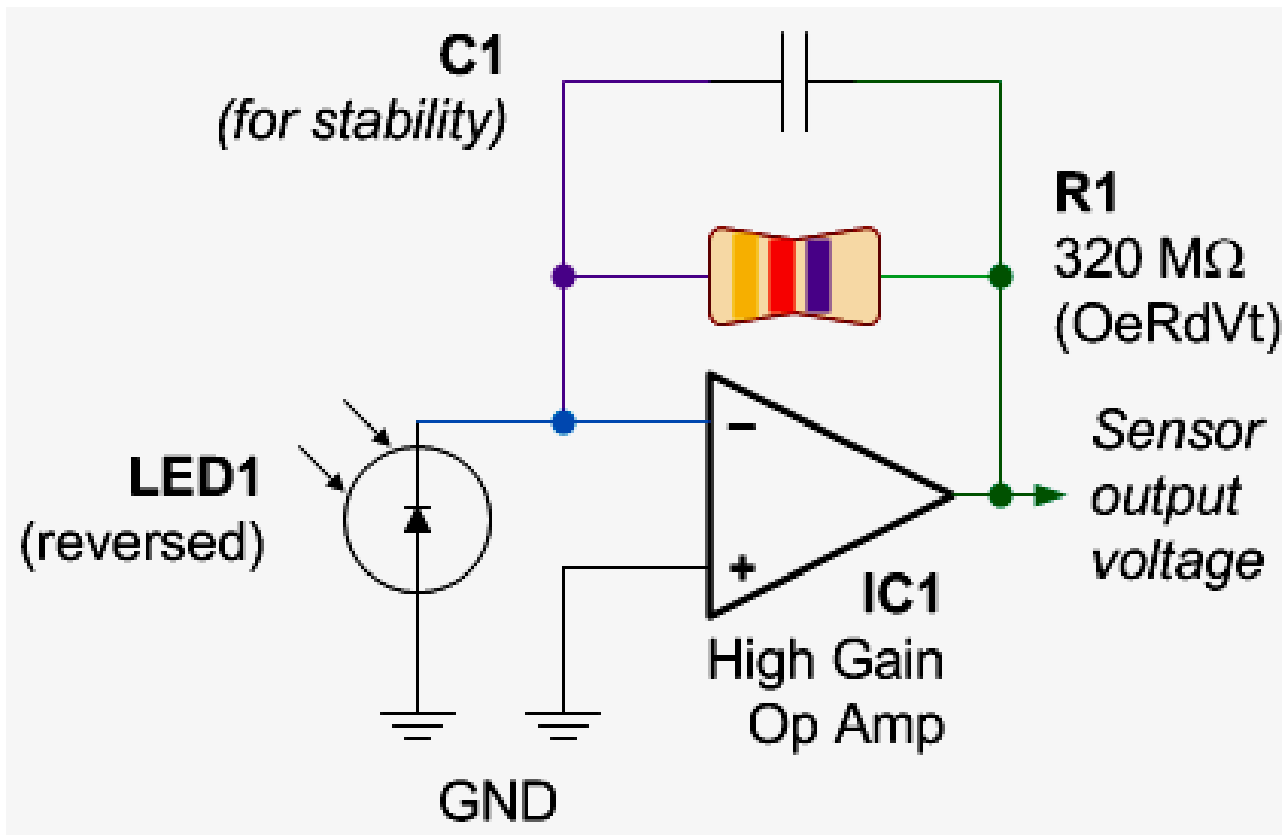 C1
(for stability)
R1
320 MΩ
(OeRdVt)
LED1
(reversed)
−
+
Sensor
output
voltage
IC1
High Gain
Op Amp
GND